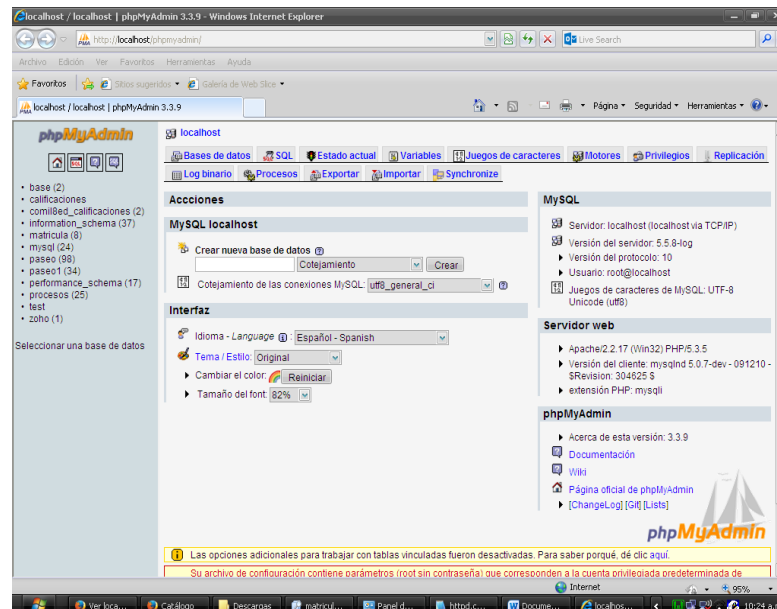 localhost / localhost | phpMyAdmin 3.3.9 - Windows Internet Explorer
http://localhost/phpmyadmin/
Live Search
Archivo Edición Ver Favoritos Herramientas Ayuda
Favoritos Sitios sugeridos Galería de Web Slice
localhost / localhost | phpMyAdmin 3.3.9
Página Seguridad Herramientas
phpMyAdmin
base (2)
calificaciones
comil8ed_calificaciones (2)
information_schema (37)
matricula (8)
mysql (24)
paseo (98)
paseo1 (34)
performance_schema (17)
procesos (25)
test
zoho (1)
Seleccionar una base de datos
localhost
Bases de datos SQL Estado actual Variables Juegos de caracteres Motores Privilegios Replicación
Log binario Procesos Exportar Importar Synchronize
Accciones
MySQL localhost
Crear nueva base de datos
Cotejamiento Crear
Cotejamiento de las conexiones MySQL: utf8_general_ci
Interfaz
Idioma - Language : Español - Spanish
Tema / Estilo: Original
Cambiar el color: Reiniciar
Tamaño del font: 82%
MySQL
Servidor: localhost (localhost via TCP/IP)
Versión del servidor: 5.5.8-log
Versión del protocolo: 10
Usuario: root@localhost
Juegos de caracteres de MySQL: UTF-8
Unicode (utf8)
Servidor web
Apache/2.2.17 (Win32) PHP/5.3.5
Versión del cliente: mysqlnd 5.0.7-dev - 091210 -
$Revision: 304625 $
extensión PHP: mysqli
phpMyAdmin
Acerca de esta versión: 3.3.9
Documentación
Wiki
Página oficial de phpMyAdmin
[ChangeLog] [Git] [Lists]
phpMyAdmin
Las opciones adicionales para trabajar con tablas vinculadas fueron desactivadas. Para saber porqué, dé clic aquí.
Su archivo de configuración contiene parámetros (root sin contraseña) que corresponden a la cuenta privilegiada predeterminada de
Internet 95%
Ver loca... Catálogo Descargas matricul... Panel d... httpd.c... Docume... localhos... 10:24 a